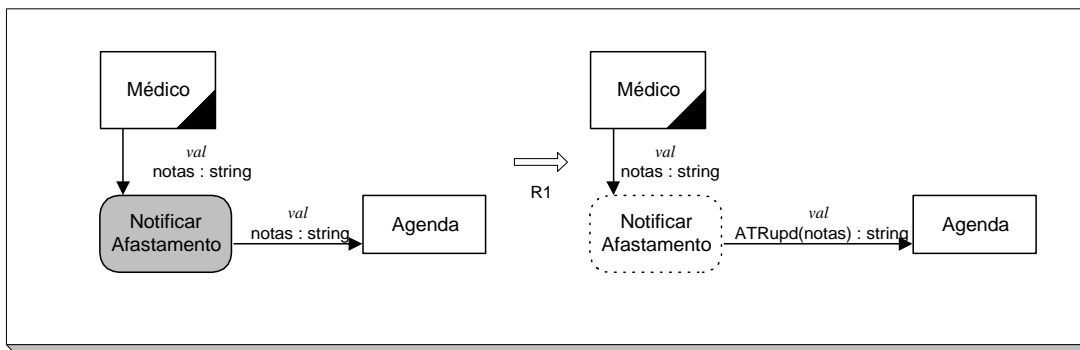 Médico
val
notas : string
Notificar
Afastamento
val
notas : string
Agenda
R1
Médico
val
notas : string
Notificar
Afastamento
val
ATRupd(notas) : string
Agenda